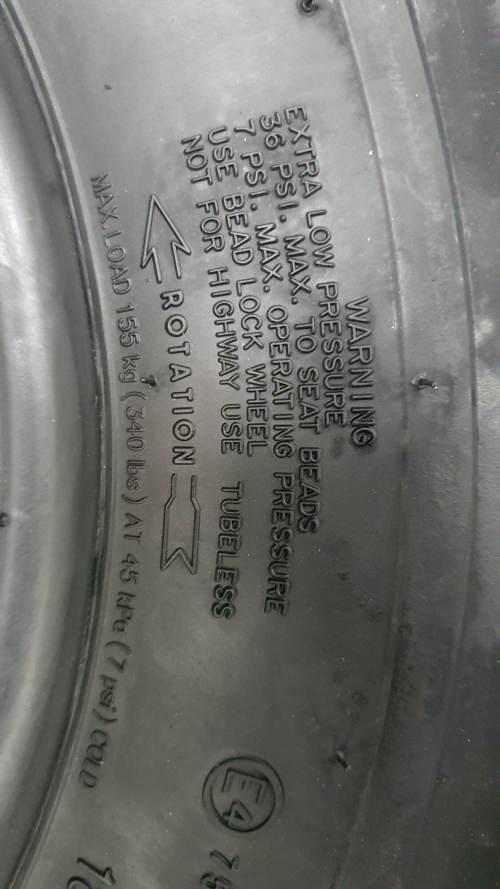 WARNING
EXTRA LOW PRESSURE
36 PSI. MAX. TO SEAT BEADS
7 PSI. MAX. OPERATING PRESSURE
USE BEAD LOCK WHEEL
NOT FOR HIGHWAY USE TUBELESS
ROTATION
MAX. LOAD 155 kg (340 lbs) AT 45 kPa (7 psi) COLD
E4